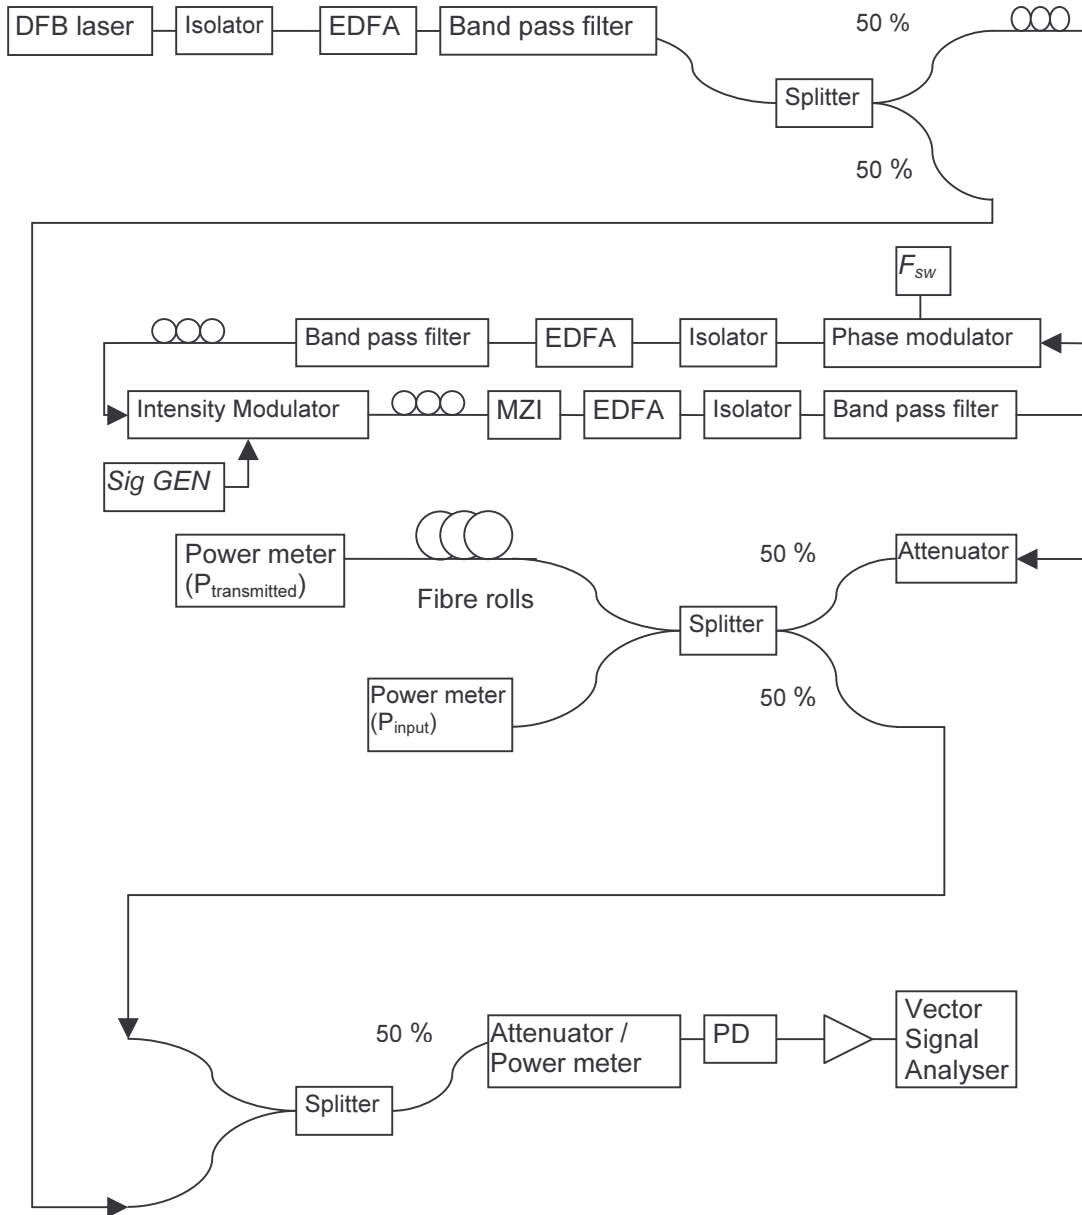 DFB laser
Isolator
EDFA
Band pass filter
50 %
Splitter
50 %
F_sw
Band pass filter
EDFA
Isolator
Phase modulator
Intensity Modulator
MZI
EDFA
Isolator
Band pass filter
Sig GEN
Power meter
(P_transmitted)
Fibre rolls
50 %
Attenuator
Splitter
Power meter
(P_input)
50 %
50 %
Attenuator /
Power meter
PD
Vector
Signal
Analyser
Splitter